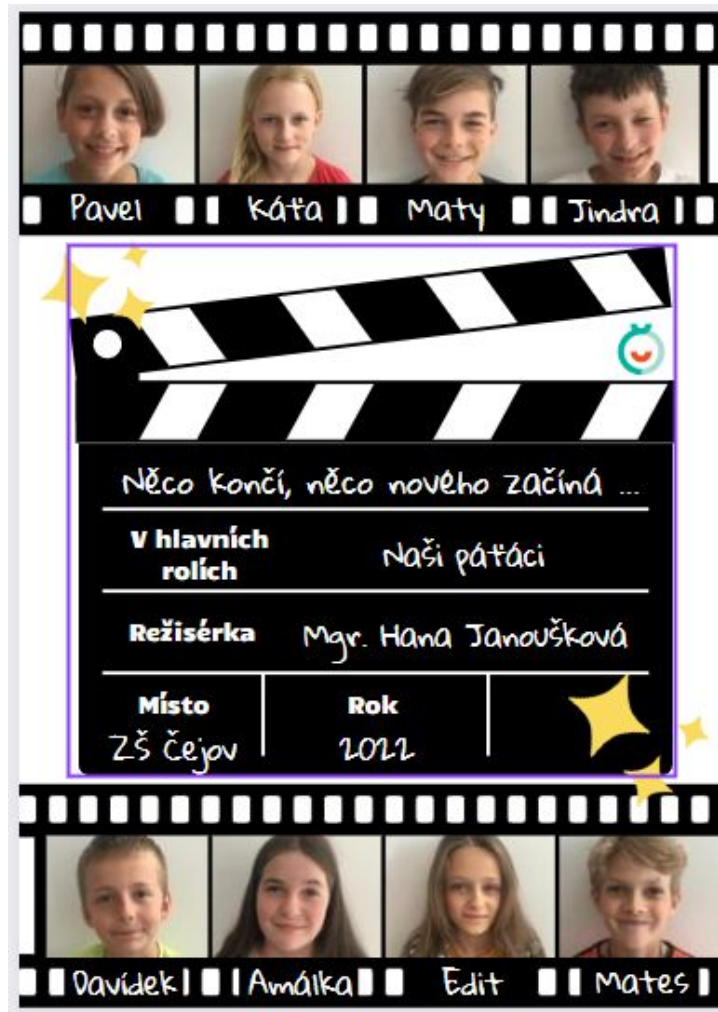 Pavel Káťa Maty Jindra
Něco končí, něco nového začíná ...
V hlavních
rolích
Naši páťáci
Režisérka Mgr. Hana Janoušková
Místo Rok
ZŠ Čejov 2022
Davídek Amálka Edit Mates